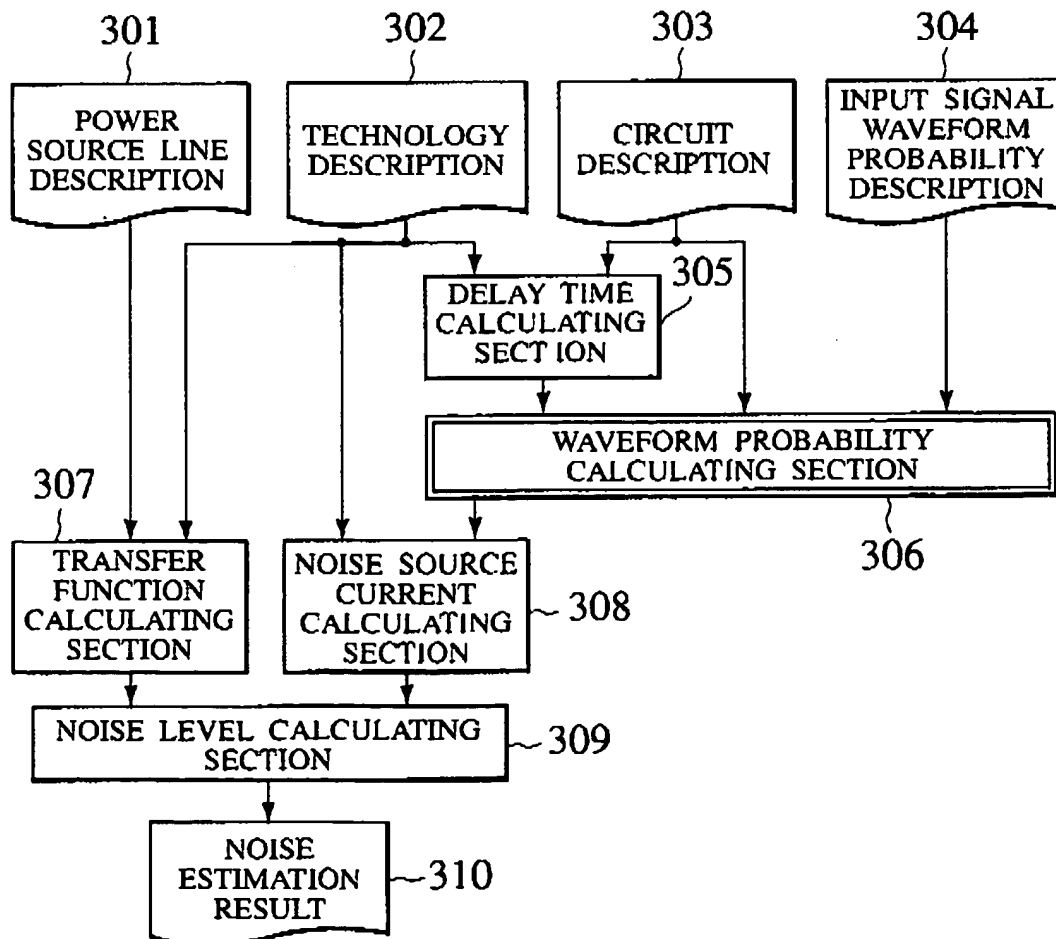 301
302
303
304
POWER
SOURCE LINE
DESCRIPTION
TECHNOLOGY
DESCRIPTION
CIRCUIT
DESCRIPTION
INPUT SIGNAL
WAVEFORM
PROBABILITY
DESCRIPTION
305
DELAY TIME
CALCULATING
SECTION
WAVEFORM PROBABILITY
CALCULATING SECTION
306
307
TRANSFER
FUNCTION
CALCULATING
SECTION
NOISE SOURCE
CURRENT
CALCULATING
SECTION
308
NOISE LEVEL CALCULATING
SECTION
309
NOISE
ESTIMATION
RESULT
310